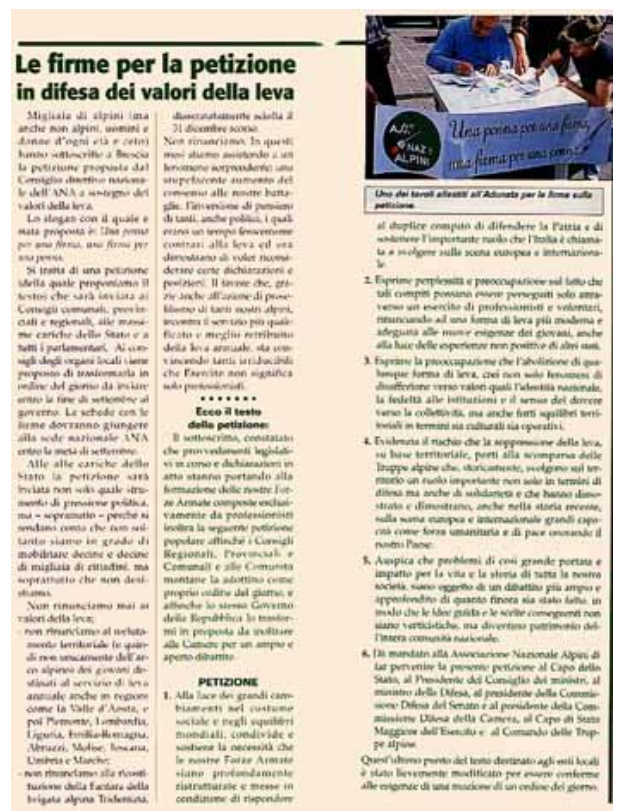 Le firme per la petizione
in difesa dei valori della leva
Migliaia di alpini (ma
anche non alpini, uomini e
donne d'ogni età e ceto)
hanno sottoscritto a Brescia
la petizione proposta dal
Consiglio direttivo naziona-
le dell'ANA a sostegno dei
valori della leva.
Lo slogan con il quale è
stata proposta è: Una penna
per una firma, una firma per
una penna.
Si tratta di una petizione
(della quale proponiamo il
testo) che sarà inviata ai
Consigli comunali, provin-
ciali e regionali, alle massi-
me cariche dello Stato e a
tutti i parlamentari. Ai con-
sigli degli organi locali viene
proposto di trasformarla in
ordine del giorno da inviare
entro la fine di settembre al
governo. Le schede con le
firme dovranno giungere
alla sede nazionale ANA
entro la metà di settembre.
Alle alte cariche dello
Stato la petizione sarà
inviata non solo quale stru-
mento di pressione politica,
ma - soprattutto - perché si
rendano conto che non sol-
tanto siamo in grado di
mobilitare decine e decine
di migliaia di cittadini, ma
soprattutto che non desi-
stiamo.
Non rinunciamo mai ai
valori della leva;
- non rinunciamo al recluta-
mento territoriale (e quin-
di non unicamente dell'ar-
co alpino) dei giovani de-
stinati al servizio di leva
annuale anche in regioni
come la Valle d'Aosta, e
poi Piemonte, Lombardia,
Liguria, Emilia-Romagna,
Abruzzi, Molise, Toscana,
Umbria e Marche;
- non rinunciamo alla ricosti-
tuzione della Fanfara della
brigata alpina Tridentina,
disgraziatamente sciolta il
31 dicembre scorso.
Non rinunciamo. In questi
mesi stiamo assistendo a un
fenomeno sorprendente: uno
stupefacente aumento del
consenso alle nostre batta-
glie, l'inversione di pensiero
di tanti, anche politici, i quali
erano un tempo ferocemente
contrari alla leva ed ora
dimostrano di voler riconsi-
derare certe dichiarazioni e
posizioni. Il favore che, gra-
zie anche all'azione di prose-
litismo di tanti nostri alpini,
incontra il servizio più quali-
ficato e meglio retribuito
della leva annuale, sta con-
vincendo tanti irriducibili
che Esercito non significa
solo professionisti.
Ecco il testo
della petizione:
Il sottoscritto, constatato
che provvedimenti legislati-
vi in corso e dichiarazioni in
atto stanno portando alla
formazione delle nostre For-
ze Armate composte esclusi-
vamente da professionisti
inoltra la seguente petizione
popolare affinché i Consigli
Regionali, Provinciali e
Comunali e alle Comunità
montane la adottino come
proprio ordine del giorno, e
affinché lo stesso Governo
della Repubblica lo trasfor-
mi in proposta da inoltrare
alle Camere per un ampio e
aperto dibattito.
PETIZIONE
1. Alla luce dei grandi cam-
biamenti nel costume
sociale e negli equilibri
mondiali, condivide e
sostiene la necessità che
le nostre Forze Armate
siano profondamente
ristrutturate e messe in
condizione di rispondere
NAZ
ALPINI
Una penna per una firma,
una firma per una penna
Uno dei tavoli allestiti all'Adunata per le firme sulla
petizione.
al duplice compito di difendere la Patria e di
sostenere l'importante ruolo che l'Italia è chiama-
ta a svolgere sulla scena europea e internaziona-
le.
2. Esprime perplessità e preoccupazione sul fatto che
tali compiti possano essere perseguiti solo attra-
verso un esercito di professionisti e volontari,
rinunciando ad una forma di leva più moderna e
adeguata alle nuove esigenze dei giovani, anche
alla luce delle esperienze non positive di altri stati.
3. Esprime la preoccupazione che l'abolizione di qua-
lunque forma di leva, crei non solo fenomeni di
disaffezione verso valori quali l'identità nazionale,
la fedeltà alle istituzioni e il senso del dovere
verso la collettività, ma anche forti squilibri terri-
toriali in termini sia culturali sia operativi.
4. Evidenzia il rischio che la soppressione della leva,
su base territoriale, porti alla scomparsa delle
Truppe alpine che, storicamente, svolgono sul ter-
ritorio un ruolo importante non solo in termini di
difesa ma anche di solidarietà e che hanno dimo-
strato e dimostrano, anche nella storia recente,
sulla scena europea e internazionale grandi capa-
cità come forza umanitaria e di pace onorando il
nostro Paese.
5. Auspica che problemi di così grande portata e
impatto per la vita e la storia di tutta la nostra
società, siano oggetto di un dibattito più ampio e
approfondito di quanto finora sia stato fatto, in
modo che le idee guida e le scelte conseguenti non
siano verticistiche, ma diventino patrimonio del-
l'intera comunità nazionale.
6. Dà mandato alla Associazione Nazionale Alpini di
far pervenire la presente petizione al Capo dello
Stato, al Presidente del Consiglio dei ministri, al
ministro della Difesa, al presidente della Commis-
sione Difesa del Senato e al presidente della Com-
missione Difesa della Camera, al Capo di Stato
Maggiore dell'Esercito e al Comando delle Trup-
pe alpine.
Quest'ultimo punto del testo destinato agli enti locali
è stato lievemente modificato per essere conforme
alle esigenze di una mozione di un ordine del giorno.